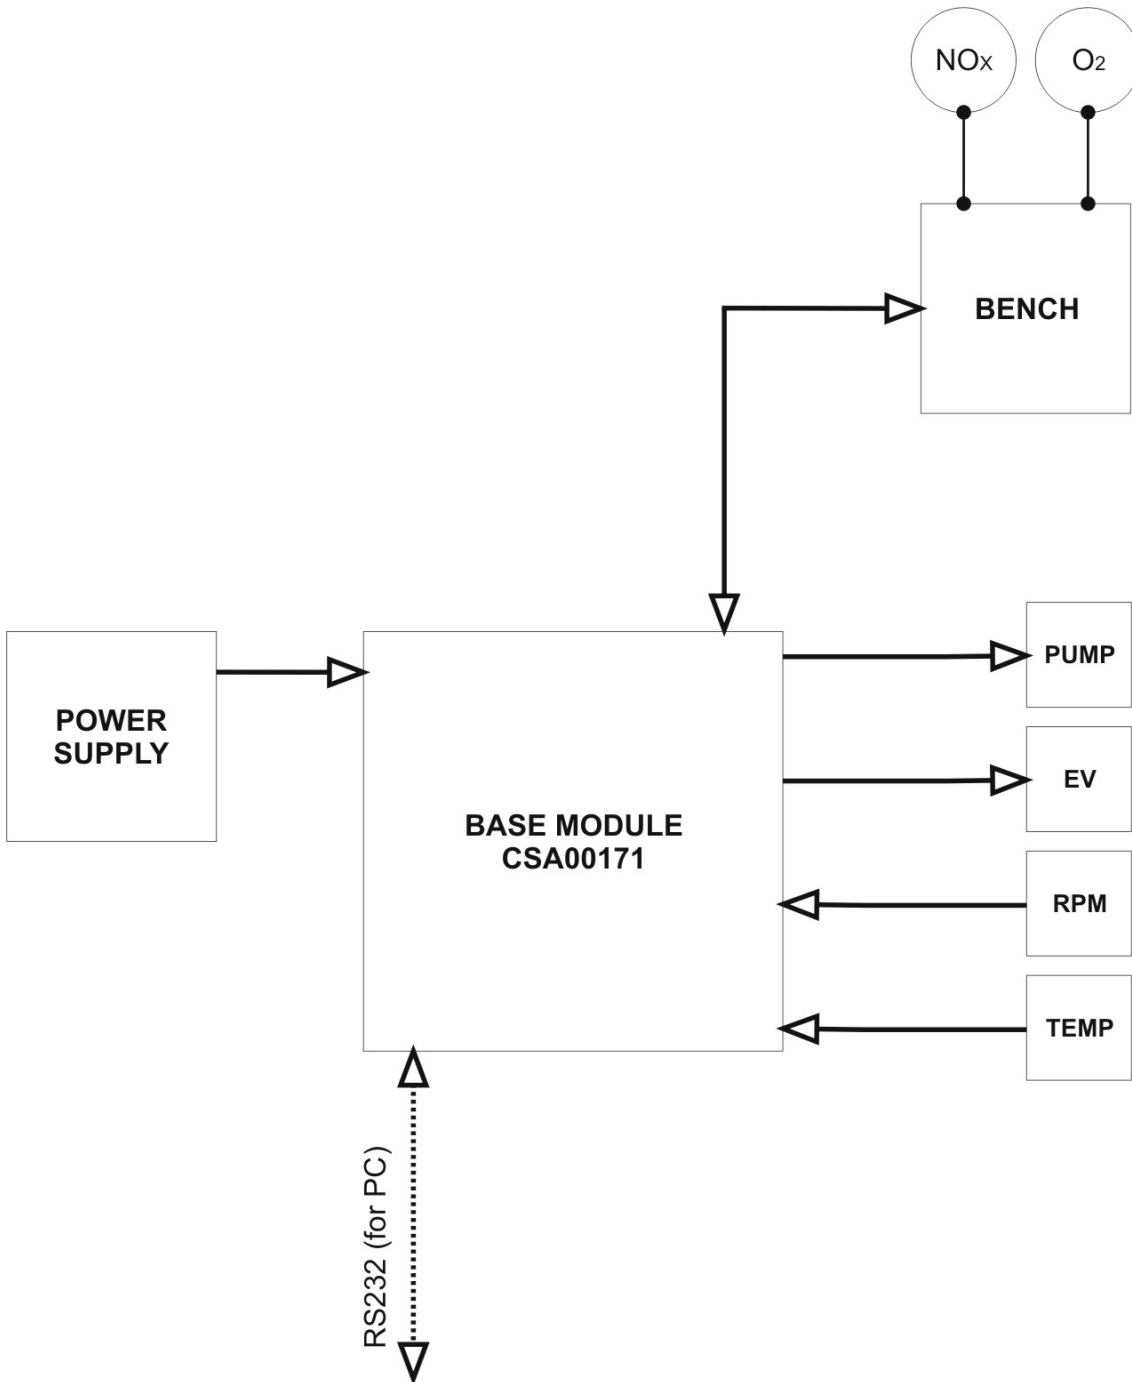 NOX
O2
BENCH
POWER
SUPPLY
BASE MODULE
CSA00171
PUMP
EV
RPM
TEMP
RS232 (for PC)